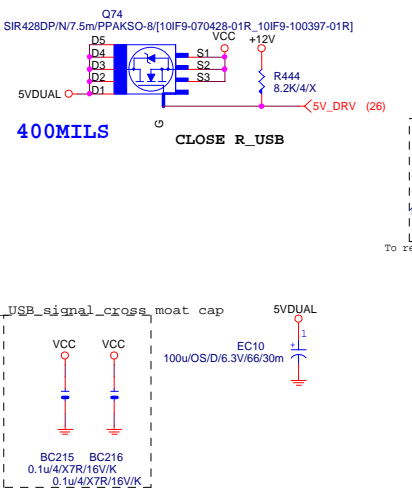 Q74
SIR428DP/N/7.5m/PPAKSO-8/[10IF9-070428-01R_10IF9-100397-01R]
VCC +12V
D5
D4 S1
D3 S2
D2 S3
5VDUAL D1
R444
8.2K/4/X
5V_DRV (26)
G
400MILS
CLOSE R_USB
To re
USB signal cross moat cap
5VDUAL
VCC VCC
1
+
EC10
100u/OS/D/6.3V/66/30m
BC215 BC216
0.1u/4/X7R/16V/K
0.1u/4/X7R/16V/K